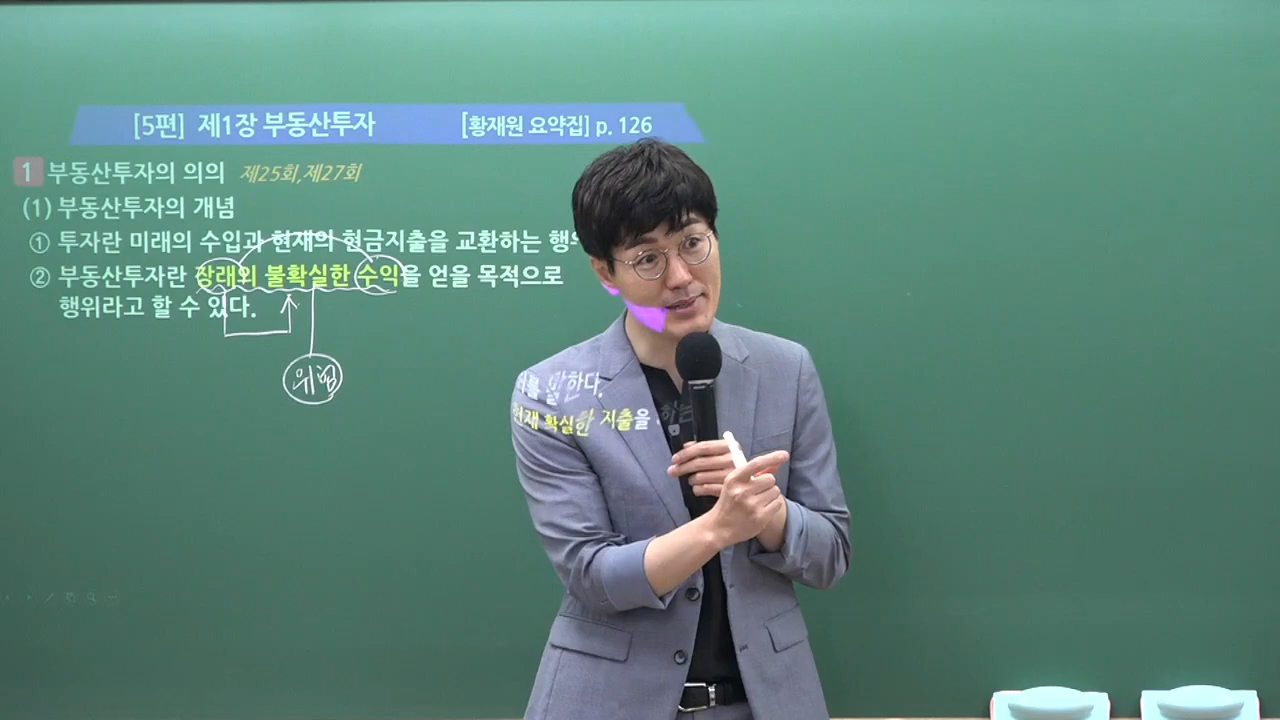 [5편] 제1장 부동산투자 [황재원 요약집] p. 126
1 부동산투자의 의의 제25회,제27회
(1) 부동산투자의 개념
① 투자란 미래의 수입과 현재의 현금지출을 교환하는 행위를 말한다.
② 부동산투자란 장래의 불확실한 수익을 얻을 목적으로 현재 확실한 지출을 하는
행위라고 할 수 있다.
위험